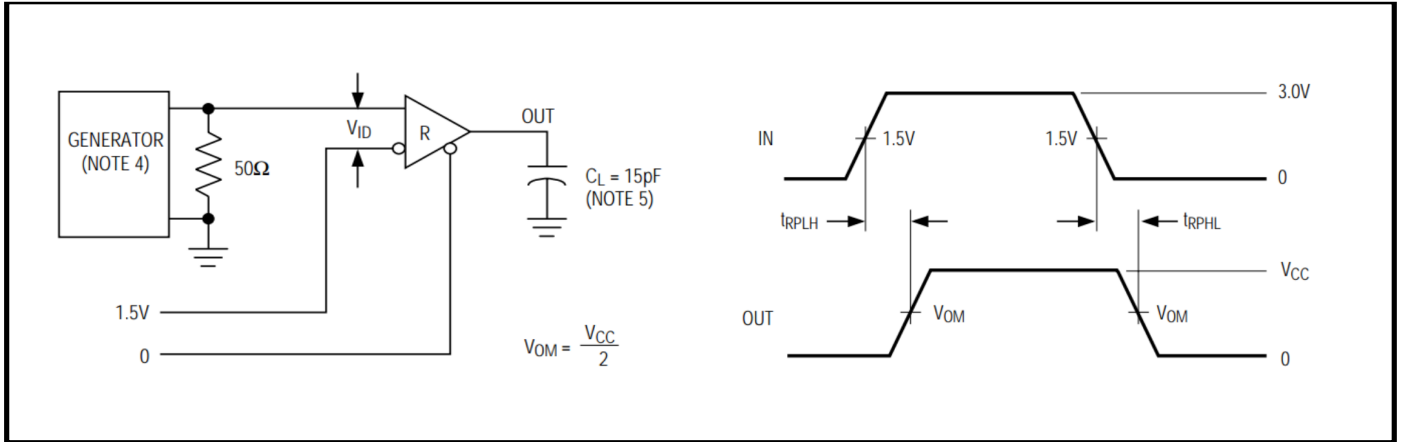 GENERATOR
(NOTE 4)
50Ω
VID
R
OUT
CL = 15pF
(NOTE 5)
1.5V
0
VOM = VCC
2
IN
1.5V
1.5V
3.0V
0
tRPLH
tRPHL
OUT
VOM
VOM
VCC
0